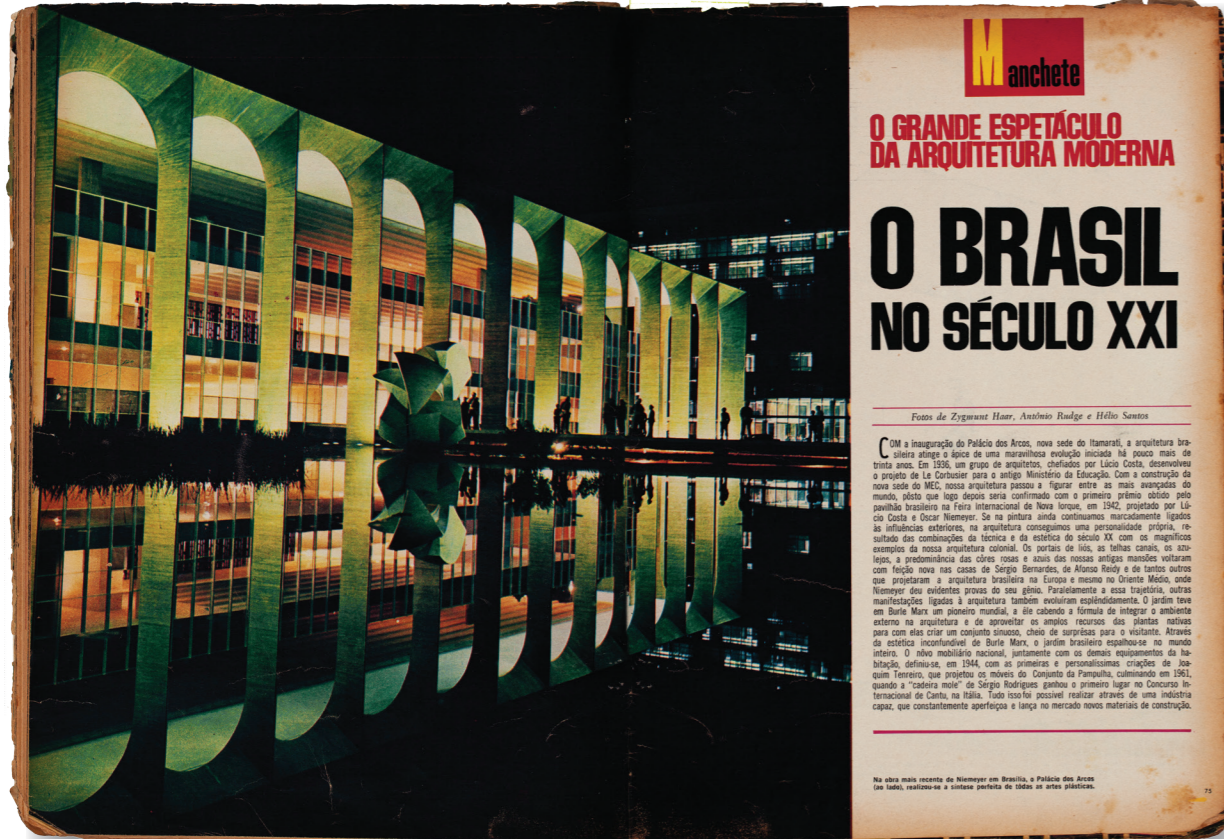 Manchete
O GRANDE ESPETÁCULO
DA ARQUITETURA MODERNA
O BRASIL
NO SÉCULO XXI
Fotos de Zygmunt Haar, Antônio Rudge e Hélio Santos
COM a inauguração do Palácio dos Arcos, nova sede do Itamarati, a arquitetura bra-
sileira atinge o ápice de uma maravilhosa evolução iniciada há pouco mais de
trinta anos. Em 1936, um grupo de arquitetos, chefiados por Lúcio Costa, desenvolveu
o projeto de Le Corbusier para o antigo Ministério da Educação. Com a construção da
nova sede do MEC, nossa arquitetura passou a figurar entre as mais avançadas do
mundo, pôsto que logo depois seria confirmado com o primeiro prêmio obtido pelo
pavilhão brasileiro na Feira Internacional de Nova Iorque, em 1942, projetado por Lú-
cio Costa e Oscar Niemeyer. Se na pintura ainda continuamos marcadamente ligados
às influências exteriores, na arquitetura conseguimos uma personalidade própria, re-
sultado das combinações da técnica e da estética do século XX com os magníficos
exemplos da nossa arquitetura colonial. Os portais de liós, as telhas canais, os azu-
lejos, a predominância das côres rosas e azuis das nossas antigas mansões voltaram
com feição nova nas casas de Sérgio Bernardes, de Afonso Reidy e de tantos outros
que projetaram a arquitetura brasileira na Europa e mesmo no Oriente Médio, onde
Niemeyer deu evidentes provas do seu gênio. Paralelamente a essa trajetória, outras
manifestações ligadas à arquitetura também evoluíram esplêndidamente. O jardim teve
em Burle Marx um pioneiro mundial, a êle cabendo a fórmula de integrar o ambiente
externo na arquitetura e de aproveitar os amplos recursos das plantas nativas
para com elas criar um conjunto sinuoso, cheio de surprêsas para o visitante. Através
da estética inconfundível de Burle Marx, o jardim brasileiro espalhou-se no mundo
inteiro. O nôvo mobiliário nacional, juntamente com os demais equipamentos da ha-
bitação, definiu-se, em 1944, com as primeiras e personalíssimas criações de Joa-
quim Tenreiro, que projetou os móveis do Conjunto da Pampulha, culminando em 1961,
quando a "cadeira mole" de Sérgio Rodrigues ganhou o primeiro lugar no Concurso In-
ternacional de Cantu, na Itália. Tudo isso foi possível realizar através de uma indústria
capaz, que constantemente aperfeiçoa e lança no mercado novos materiais de construção.
Na obra mais recente de Niemeyer em Brasília, o Palácio dos Arcos
(ao lado), realizou-se a síntese perfeita de tôdas as artes plásticas.
75